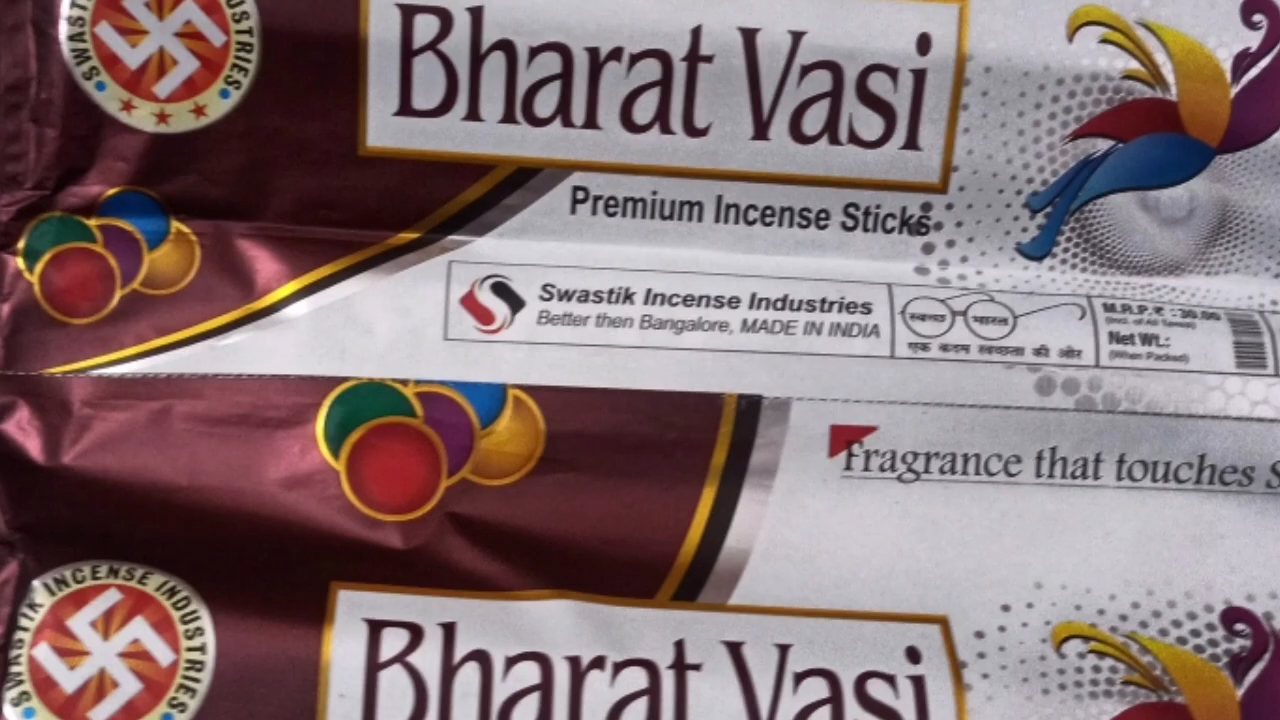 SWASTIK INDUSTRIES
Bharat Vasi
Premium Incense Sticks
Swastik Incense Industries
Better then Bangalore, MADE IN INDIA
स्वच्छ भारत
एक कदम स्वच्छता की ओर
M.R.P.₹ :30.00
(Incl. of All Taxes)
Net Wt.:
(When Packed)
Fragrance that touches
SWASTIK INCENSE INDUSTRIES
Bharat Vasi